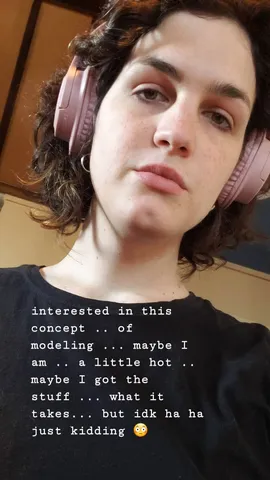 interested in this
concept .. of
modeling ... maybe I
am .. a little hot ..
maybe I got the
stuff ... what it
takes... but idk ha ha
just kidding 😳